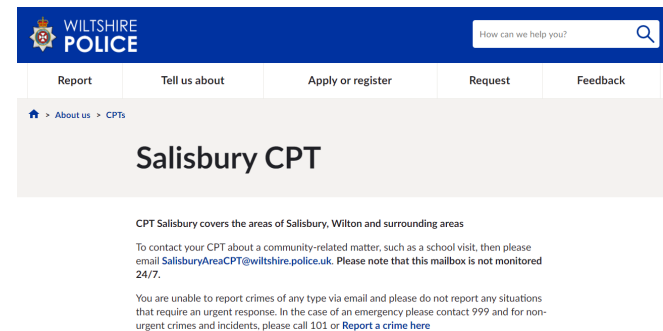 WILTSHIRE
POLICE
How can we help you?
Report Tell us about Apply or register Request Feedback
> About us > CPTs
Salisbury CPT
CPT Salisbury covers the areas of Salisbury, Wilton and surrounding areas
To contact your CPT about a community-related matter, such as a school visit, then please
email SalisburyAreaCPT@wiltshire.police.uk. Please note that this mailbox is not monitored
24/7.
You are unable to report crimes of any type via email and please do not report any situations
that require an urgent response. In the case of an emergency please contact 999 and for non-
urgent crimes and incidents, please call 101 or Report a crime here